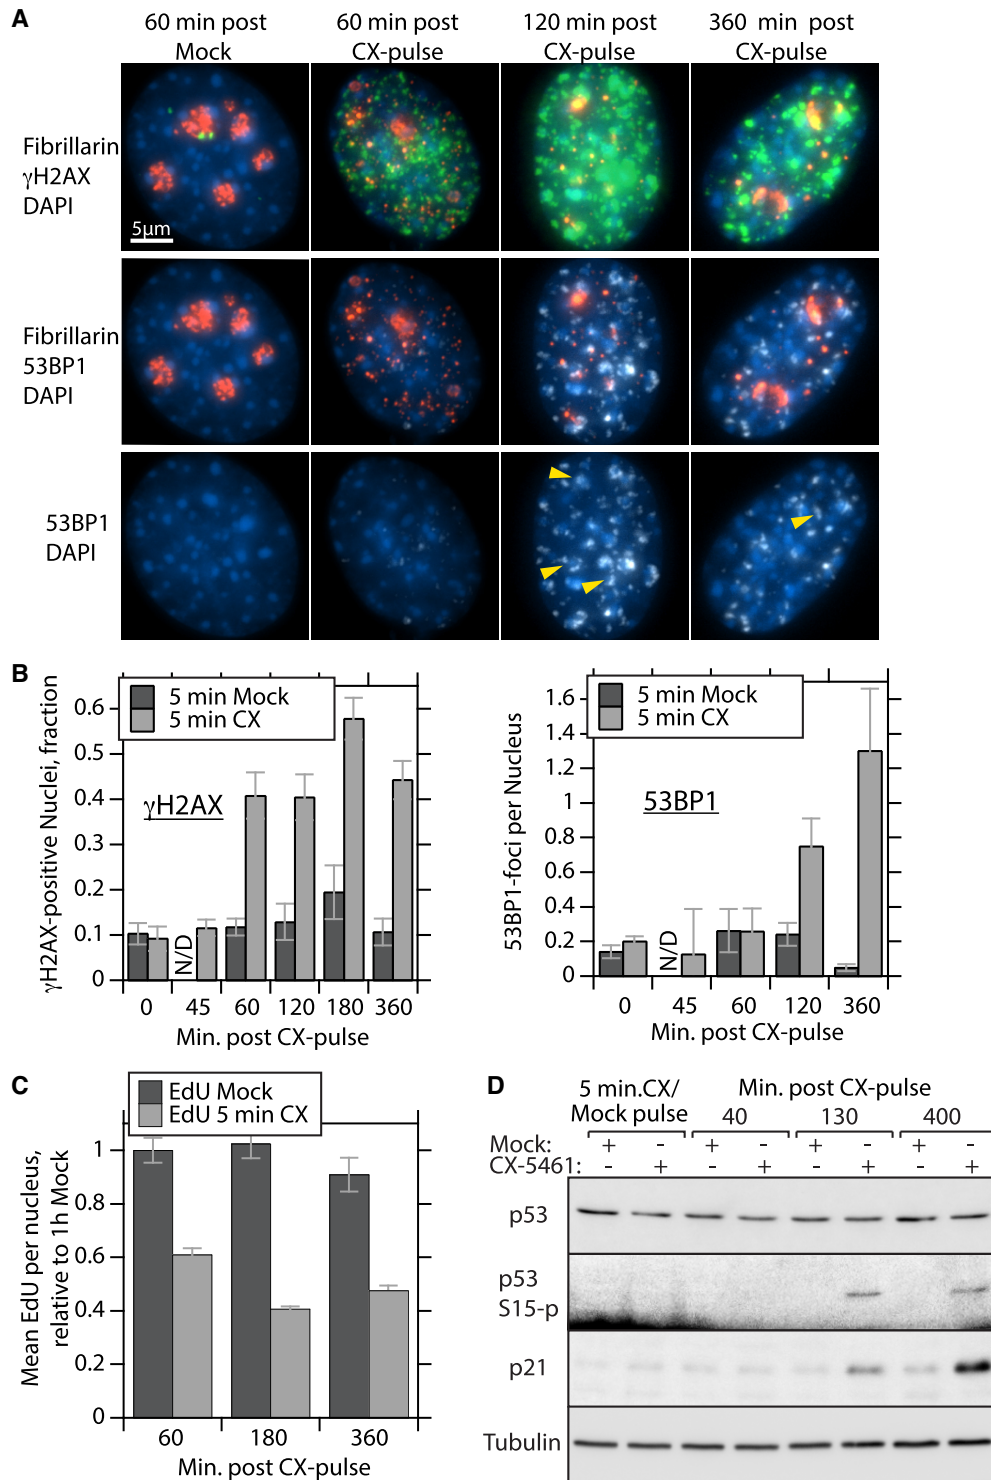 A
60 min post
Mock
60 min post
CX-pulse
120 min post
CX-pulse
360 min post
CX-pulse
Fibrillarin
γH2AX
DAPI
5µm
Fibrillarin
53BP1
DAPI
53BP1
DAPI
B
5 min Mock
5 min CX
γH2AX
γH2AX-positive Nuclei, fraction
0.6
0.5
0.4
0.3
0.2
0.1
0
N/D
0 45 60 120 180 360
Min. post CX-pulse
5 min Mock
5 min CX
53BP1
53BP1-foci per Nucleus
1.6
1.4
1.2
1
0.8
0.6
0.4
0.2
0
N/D
0 45 60 120 360
Min. post CX-pulse
C
EdU Mock
EdU 5 min CX
Mean EdU per nucleus,
relative to 1h Mock
1
0.8
0.6
0.4
0.2
0
60 180 360
Min. post CX-pulse
D
5 min.CX/
Mock pulse
Min. post CX-pulse
40 130 400
Mock: + - + - + - + -
CX-5461: - + - + - + - +
p53
p53
S15-p
p21
Tubulin